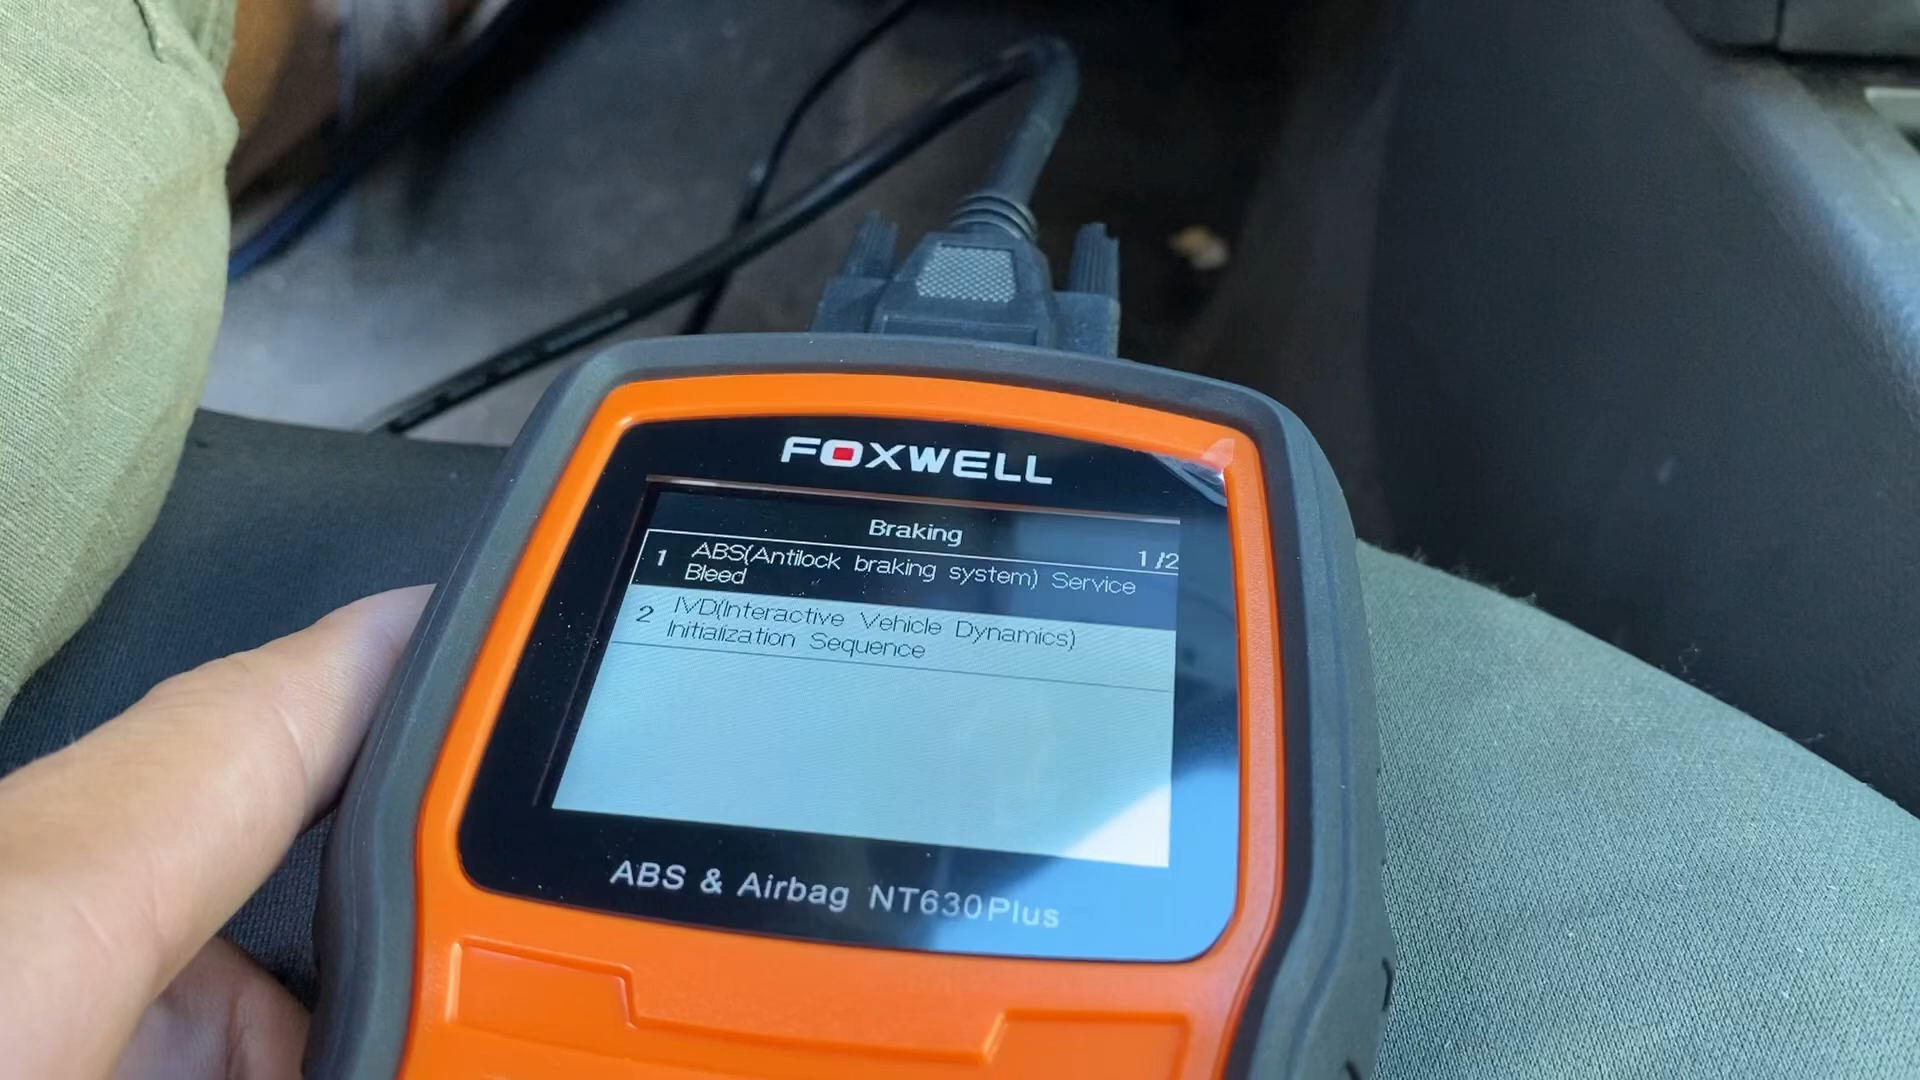 FOXWELL
Braking
1/2
1 ABS(Antilock braking system) Service
Bleed
2 IVD(Interactive Vehicle Dynamics)
Initialization Sequence
ABS & Airbag NT630Plus